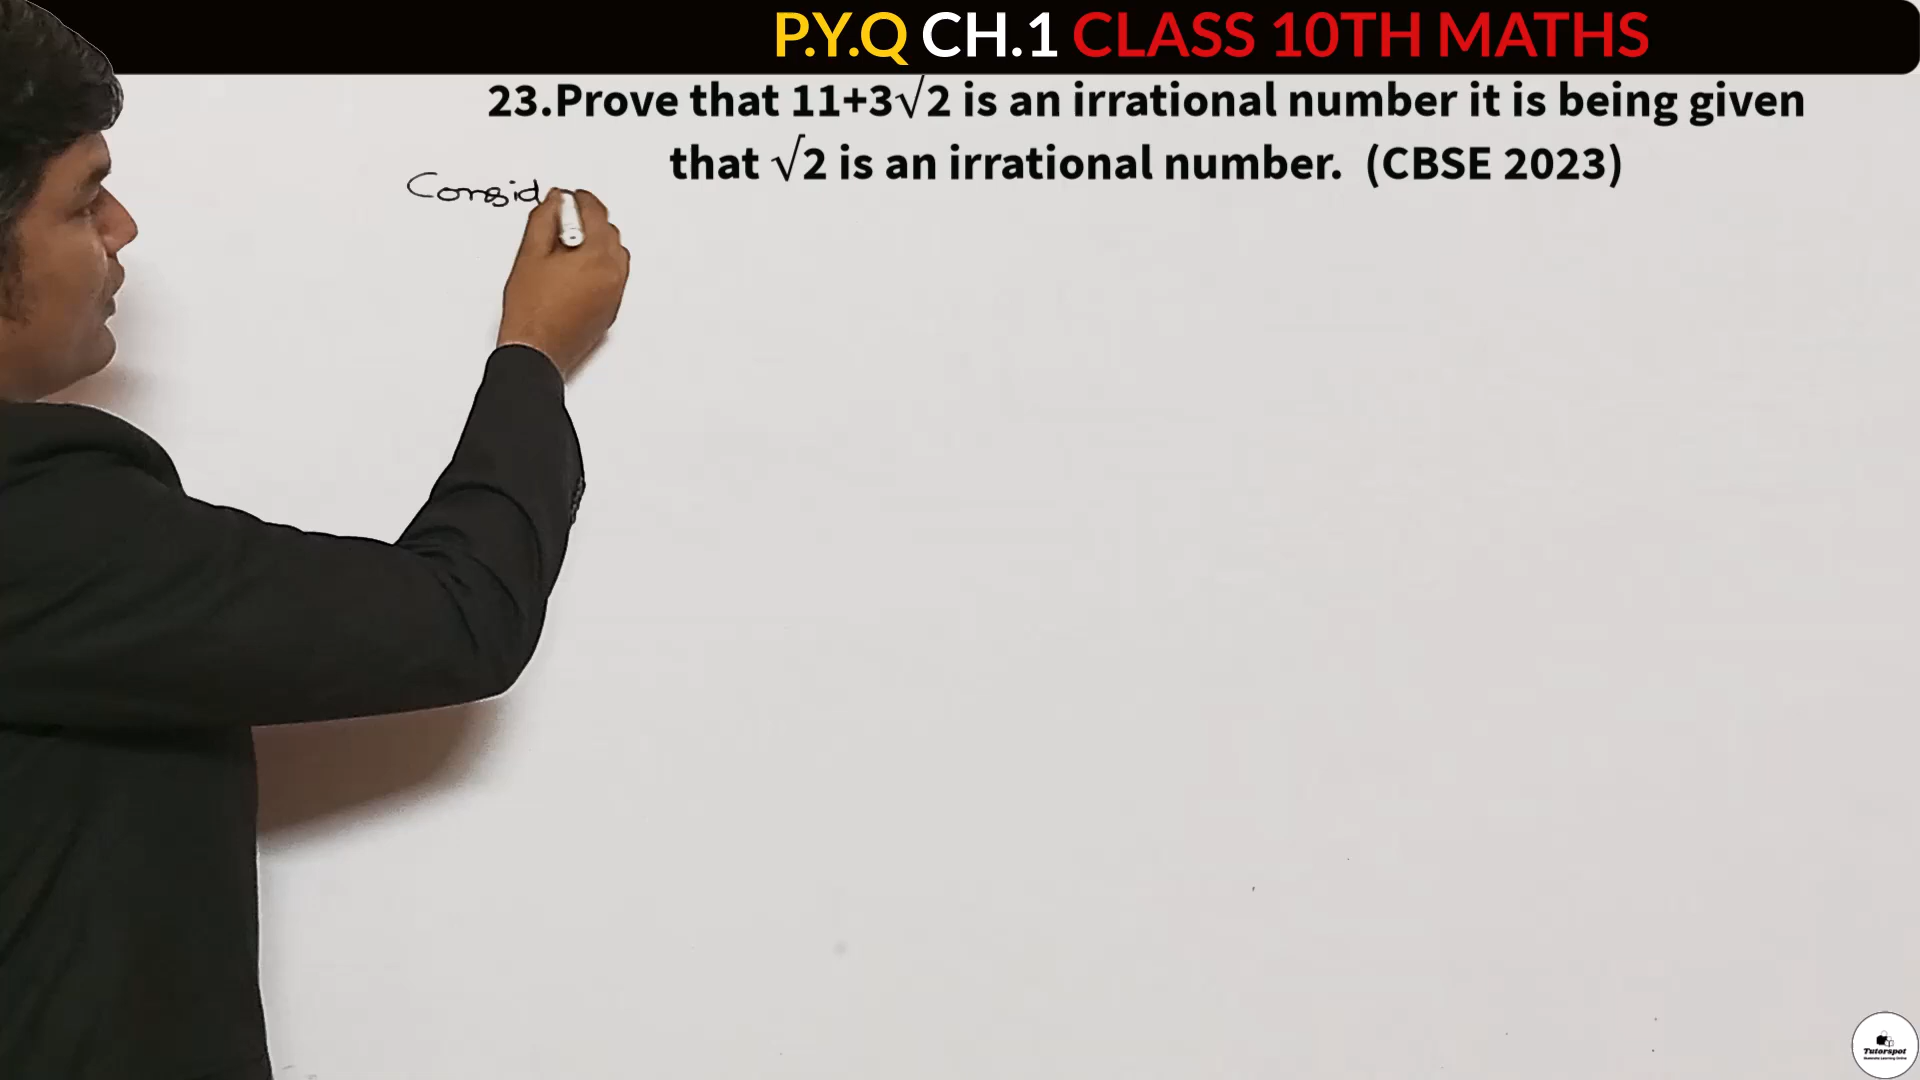 P.Y.Q CH.1 CLASS 10TH MATHS
23.Prove that 11+3√2 is an irrational number it is being given
that √2 is an irrational number. (CBSE 2023)
Consid
Tutorspot